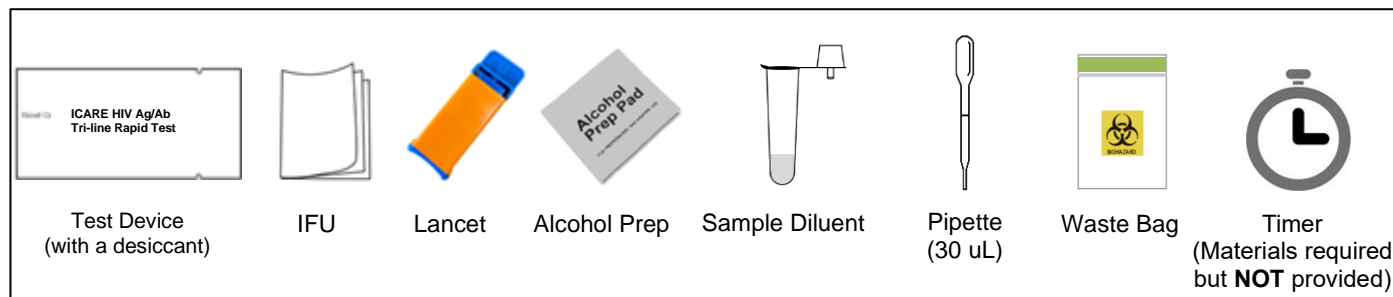 ICARE HIV Ag/Ab
Tri-line Rapid Test
Alcohol
Prep Pad
BIOHAZARD
Test Device
(with a desiccant)
IFU
Lancet
Alcohol Prep
Sample Diluent
Pipette
(30 uL)
Waste Bag
Timer
(Materials required
but NOT provided)